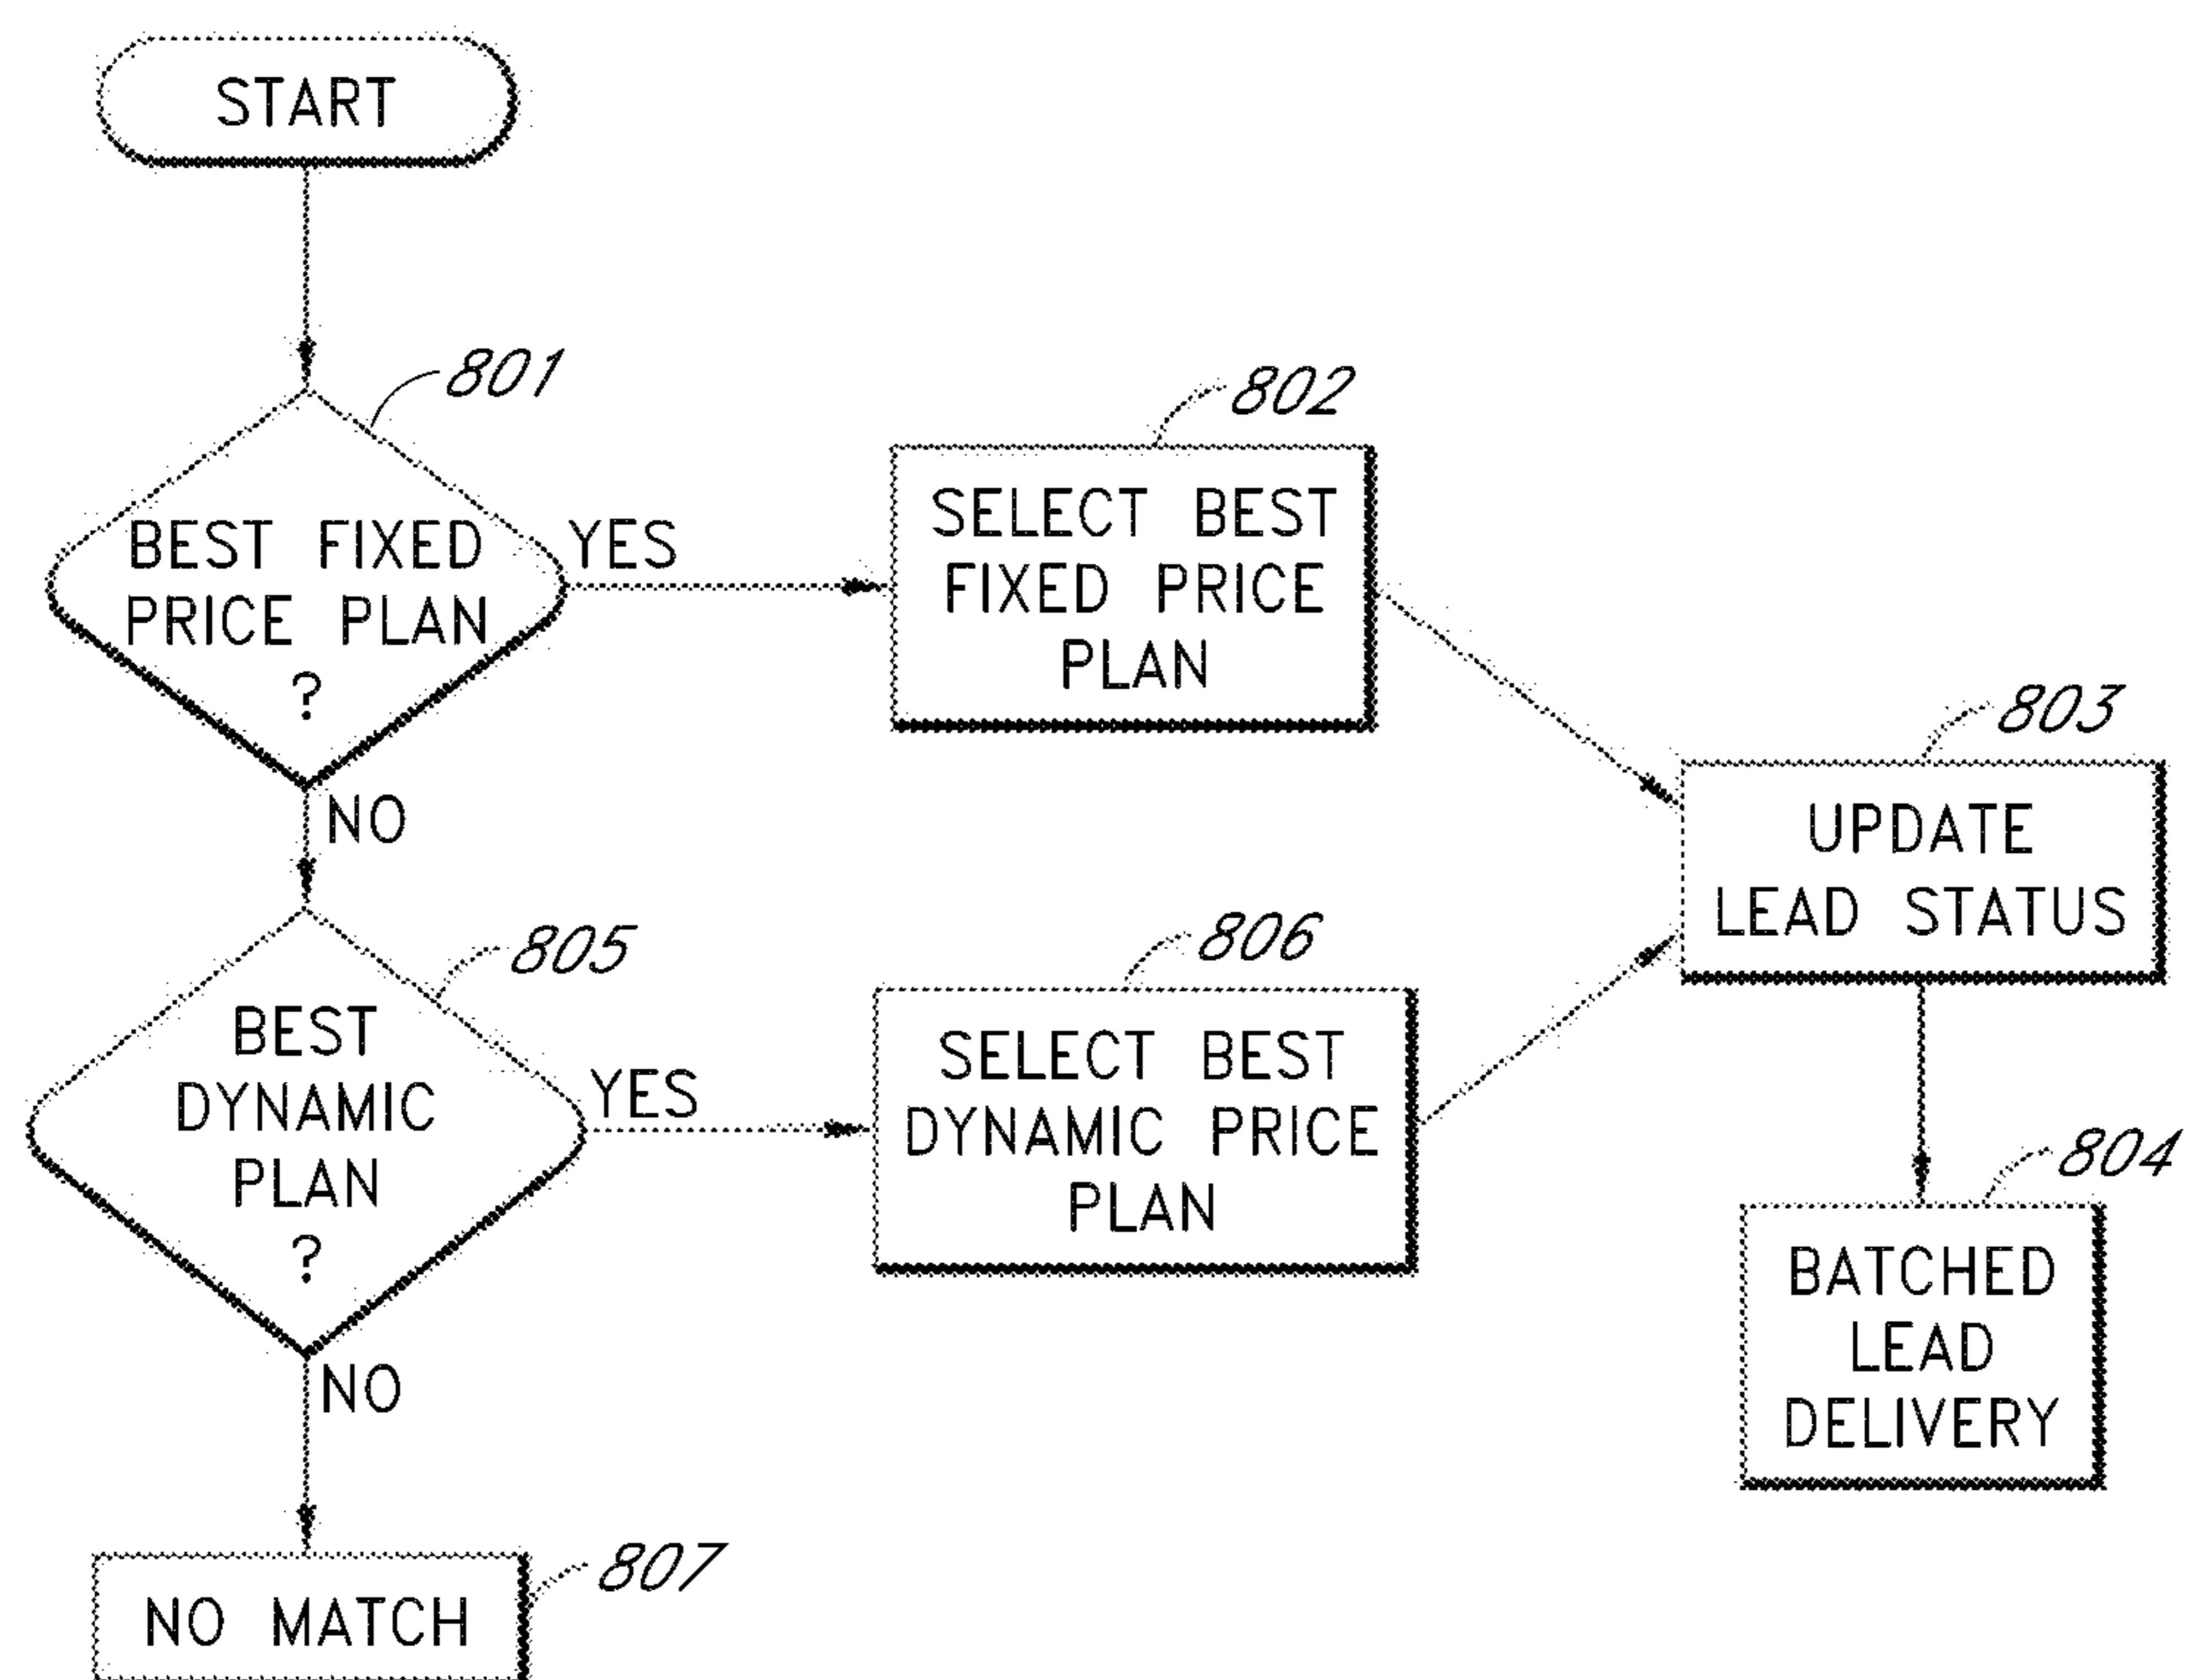 START
801
BEST FIXED
PRICE PLAN
?
YES
NO
802
SELECT BEST
FIXED PRICE
PLAN
803
UPDATE
LEAD STATUS
805
BEST
DYNAMIC
PLAN
?
YES
NO
806
SELECT BEST
DYNAMIC PRICE
PLAN
804
BATCHED
LEAD
DELIVERY
807
NO MATCH